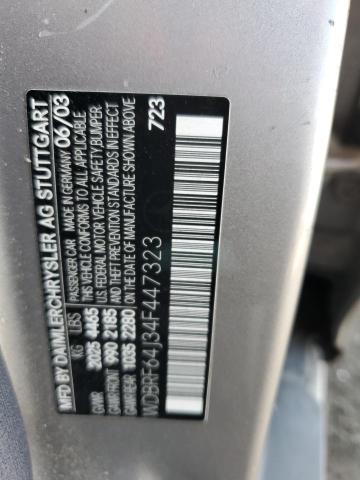 MFD BY DAIMLERCHRYSLER AG STUTTGART
PASSENGER CAR MADE IN GERMANY 06/03
KG LBS THIS VEHICLE CONFORMS TO ALL APPLICABLE
GVWR 2025 4465 U.S. FEDERAL MOTOR VEHICLE SAFETY, BUMPER,
GAWR FRONT 990 2185 AND THEFT PREVENTION STANDARDS IN EFFECT
GAWR REAR 1035 2280 ON THE DATE OF MANUFACTURE SHOWN ABOVE
723
WDBRF64J34F447323